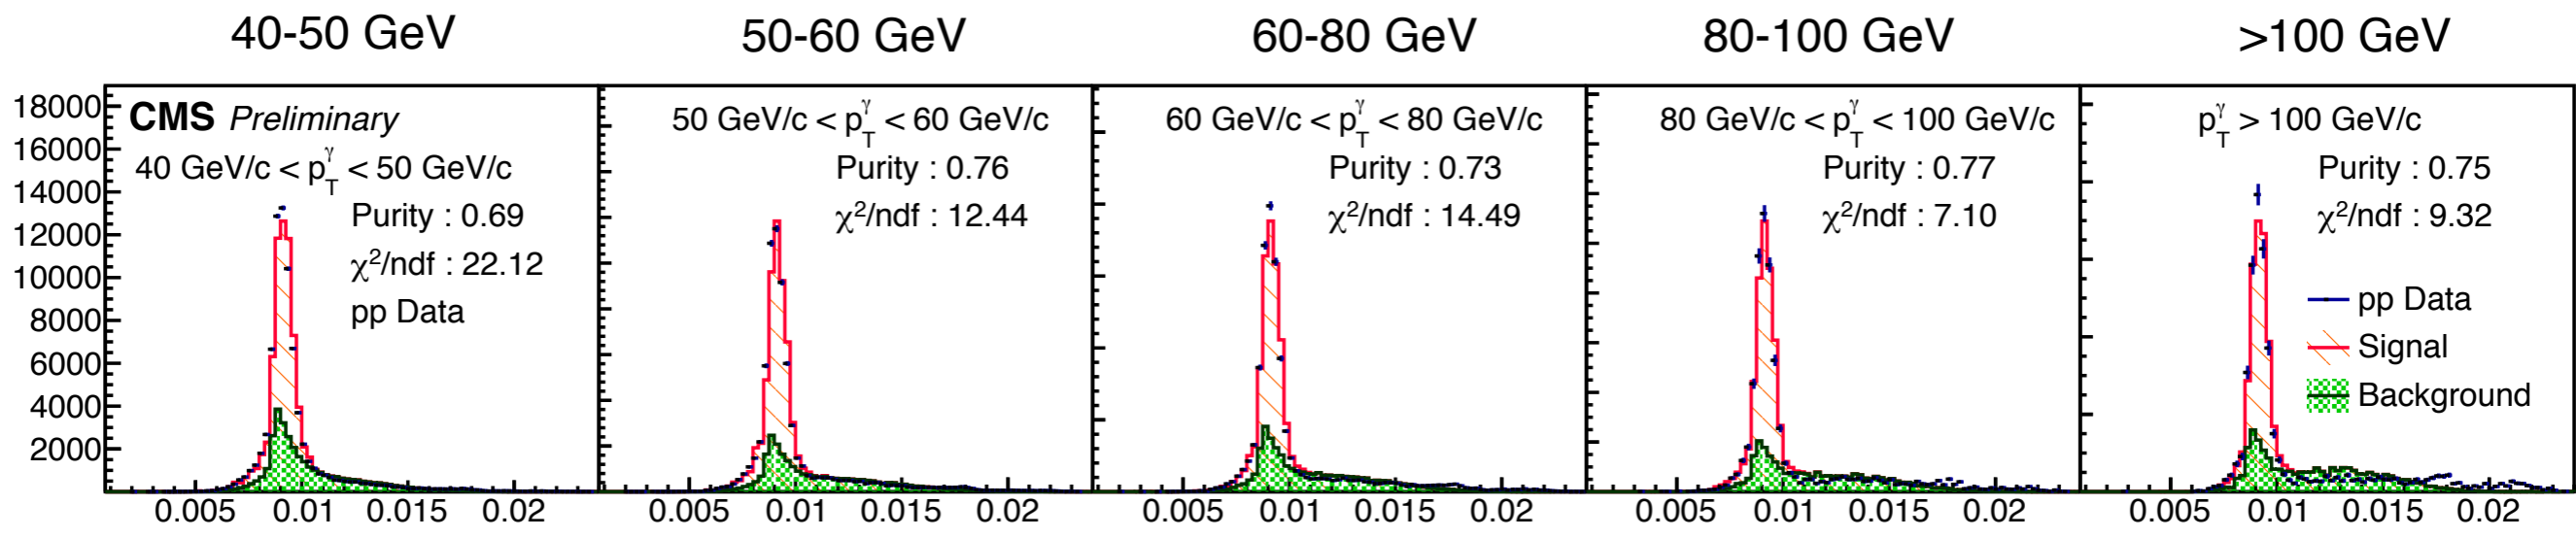 40-50 GeV
50-60 GeV
60-80 GeV
80-100 GeV
>100 GeV
18000
16000
14000
12000
10000
8000
6000
4000
2000
CMS Preliminary
40 GeV/c < p_T^γ < 50 GeV/c
Purity : 0.69
χ²/ndf : 22.12
pp Data
0.005 0.01 0.015 0.02
50 GeV/c < p_T^γ < 60 GeV/c
Purity : 0.76
χ²/ndf : 12.44
0.005 0.01 0.015 0.02
60 GeV/c < p_T^γ < 80 GeV/c
Purity : 0.73
χ²/ndf : 14.49
0.005 0.01 0.015 0.02
80 GeV/c < p_T^γ < 100 GeV/c
Purity : 0.77
χ²/ndf : 7.10
0.005 0.01 0.015 0.02
p_T^γ > 100 GeV/c
Purity : 0.75
χ²/ndf : 9.32
pp Data
Signal
Background
0.005 0.01 0.015 0.02